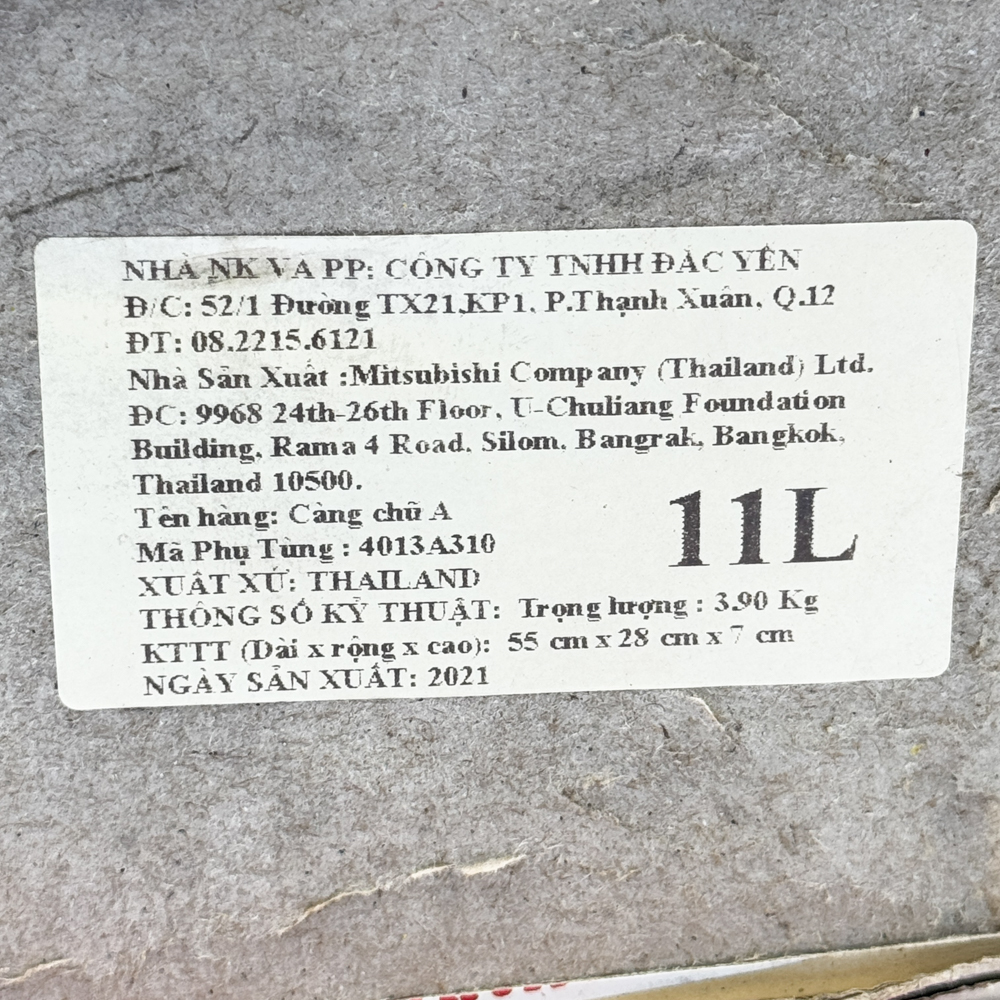 NHÀ NK VA PP: CÔNG TY TNHH ĐẮC YÊN
Đ/C: 52/1 Đường TX21,KP1, P.Thạnh Xuân, Q.12
ĐT: 08.2215.6121
Nhà Sản Xuất :Mitsubishi Company (Thailand) Ltd.
ĐC: 9968 24th-26th Floor, U-Chuliang Foundation
Building, Rama 4 Road, Silom, Bangrak, Bangkok,
Thailand 10500.
Tên hàng: Càng chữ A
11L
Mã Phụ Tùng : 4013A310
XUẤT XỨ: THAILAND
THÔNG SỐ KỸ THUẬT: Trọng lượng : 3.90 Kg
KTTT (Dài x rộng x cao): 55 cm x 28 cm x 7 cm
NGÀY SẢN XUẤT: 2021